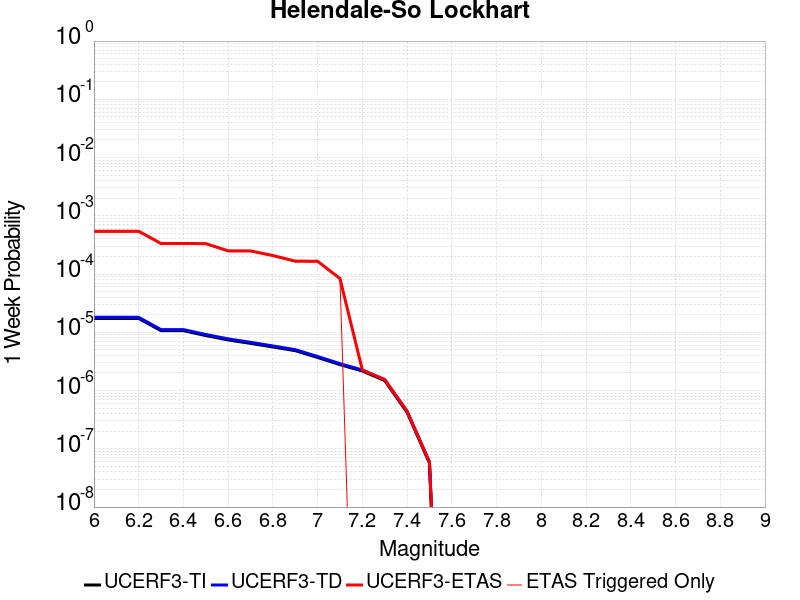 Helendale-So Lockhart
10^0
10^-1
10^-2
10^-3
10^-4
10^-5
10^-6
10^-7
10^-8
1 Week Probability
6 6.2 6.4 6.6 6.8 7 7.2 7.4 7.6 7.8 8 8.2 8.4 8.6 8.8 9
Magnitude
UCERF3-TI UCERF3-TD UCERF3-ETAS ETAS Triggered Only